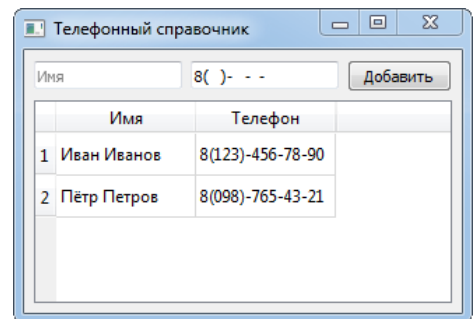 Телефонный справочник
Имя 8( )- - - Добавить
Имя Телефон
1 Иван Иванов 8(123)-456-78-90
2 Пётр Петров 8(098)-765-43-21